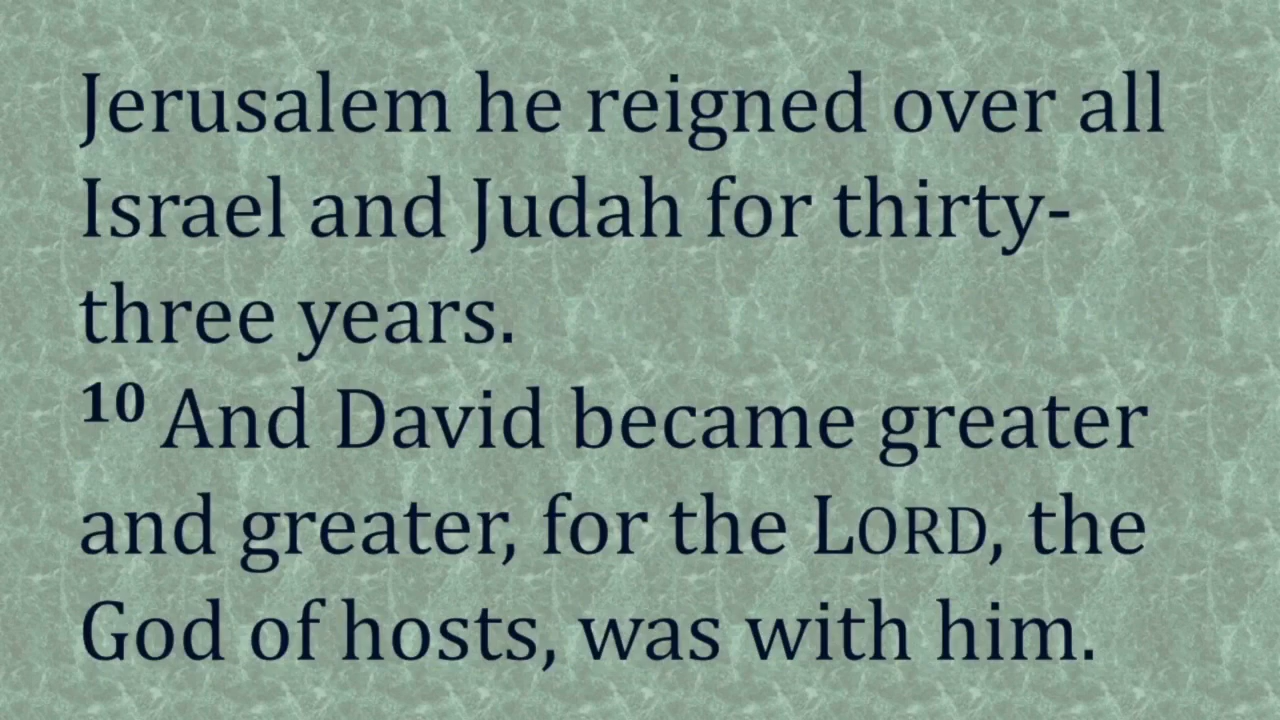 Jerusalem he reigned over all
Israel and Judah for thirty-
three years.
10 And David became greater
and greater, for the LORD, the
God of hosts, was with him.